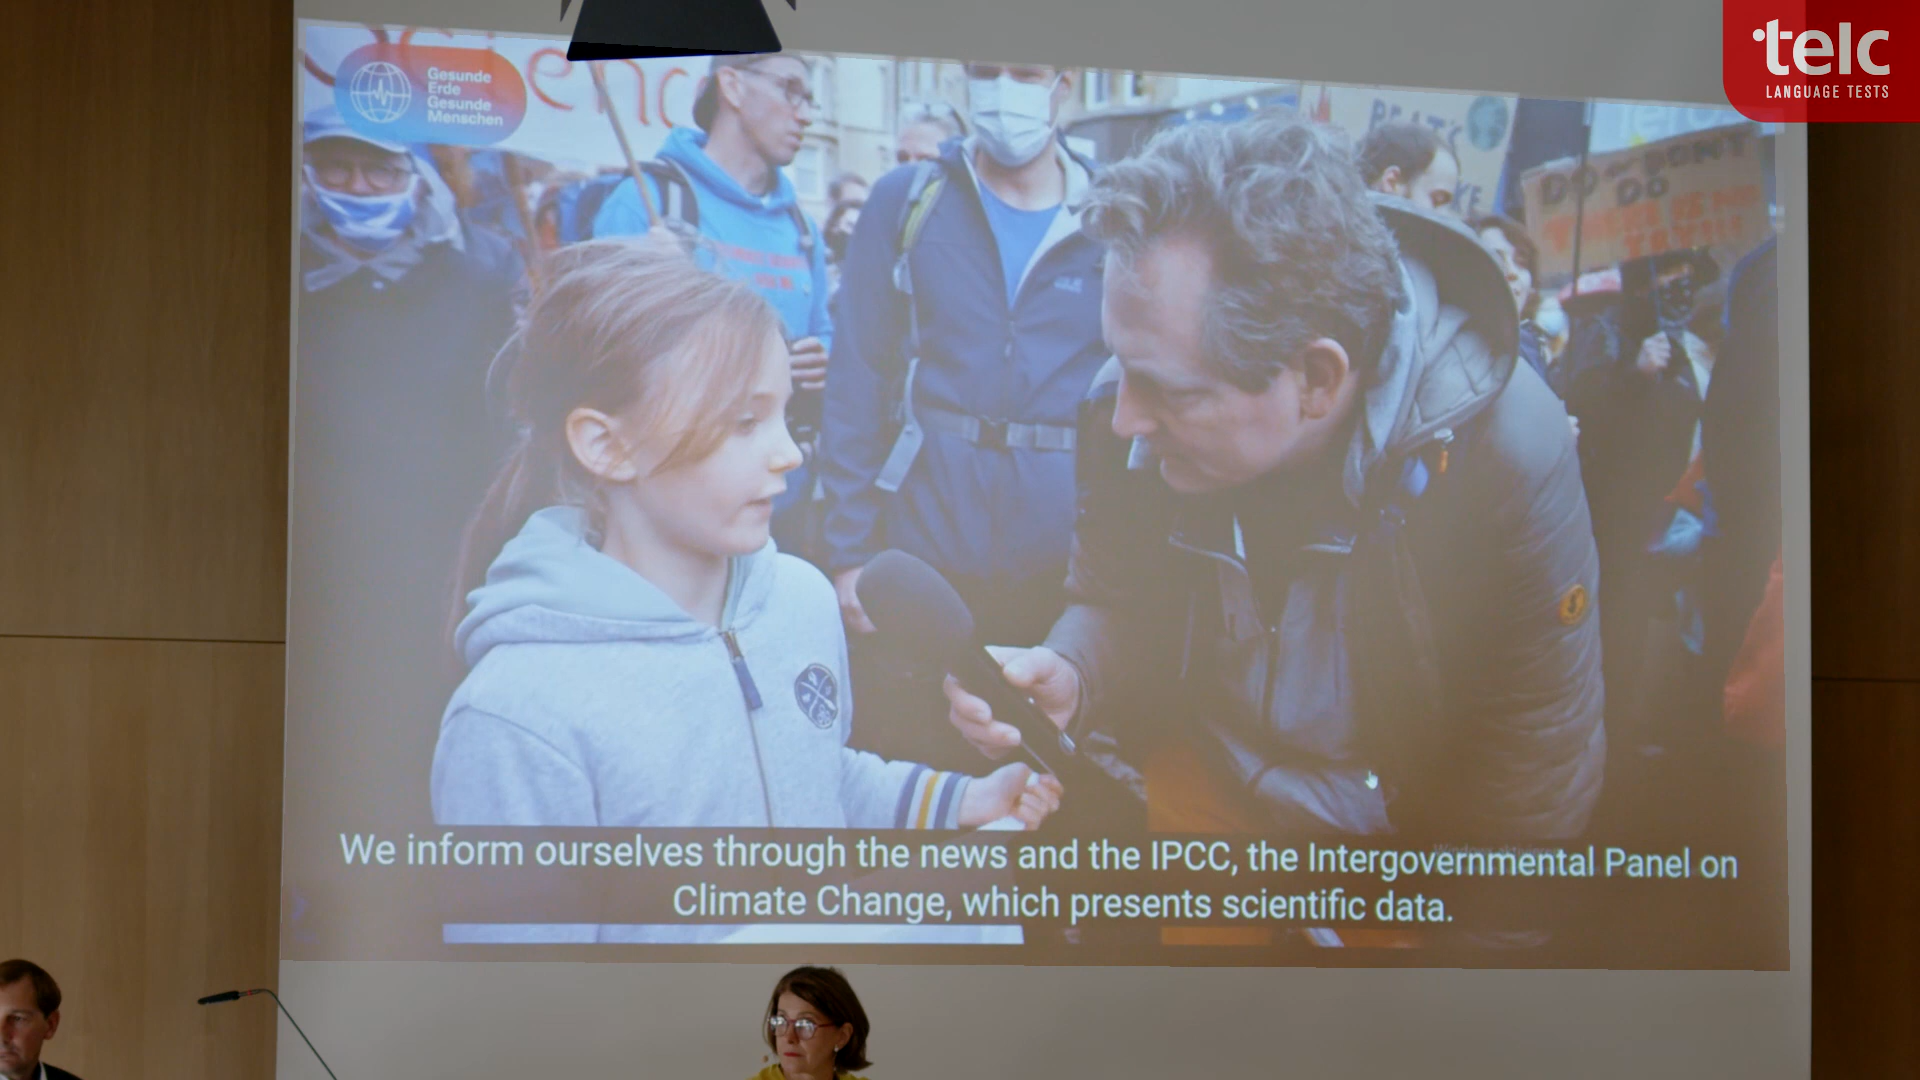 telc
LANGUAGE TESTS
Gesunde
Erde
Gesunde
Menschen
We inform ourselves through the news and the IPCC, the Intergovernmental Panel on
Climate Change, which presents scientific data.